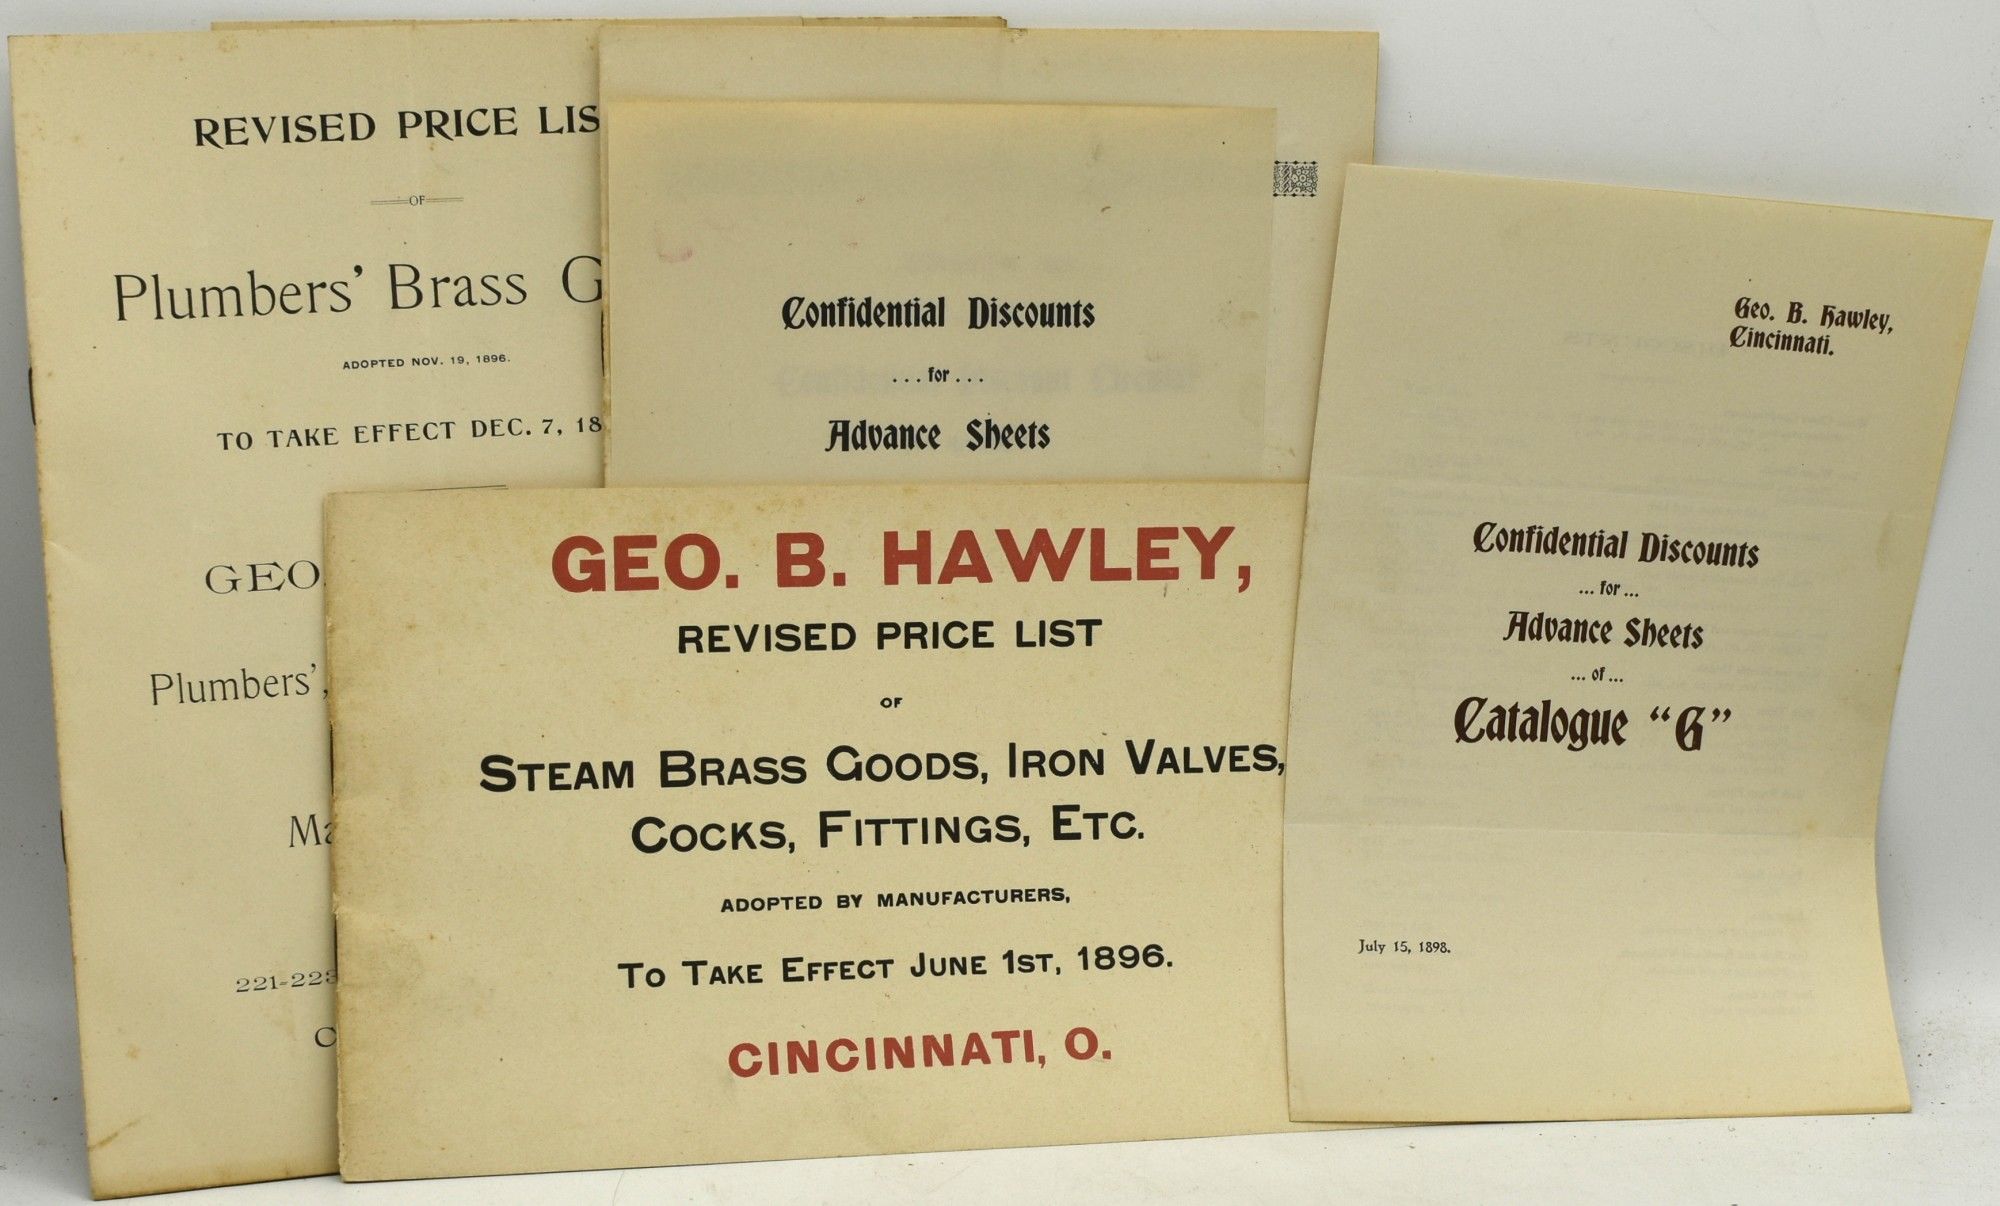 REVISED PRICE LIS
OF
Plumbers' Brass G
ADOPTED NOV. 19, 1896.
TO TAKE EFFECT DEC. 7, 18
GEO.
Plumbers',
Ma
221-223
C
Confidential Discounts
...for...
Advance Sheets
GEO. B. HAWLEY,
REVISED PRICE LIST
OF
STEAM BRASS GOODS, IRON VALVES,
COCKS, FITTINGS, ETC.
ADOPTED BY MANUFACTURERS,
TO TAKE EFFECT JUNE 1ST, 1896.
CINCINNATI, O.
Geo. B. Hawley,
Cincinnati.
Confidential Discounts
...for...
Advance Sheets
...of...
Catalogue "G"
July 15, 1898.